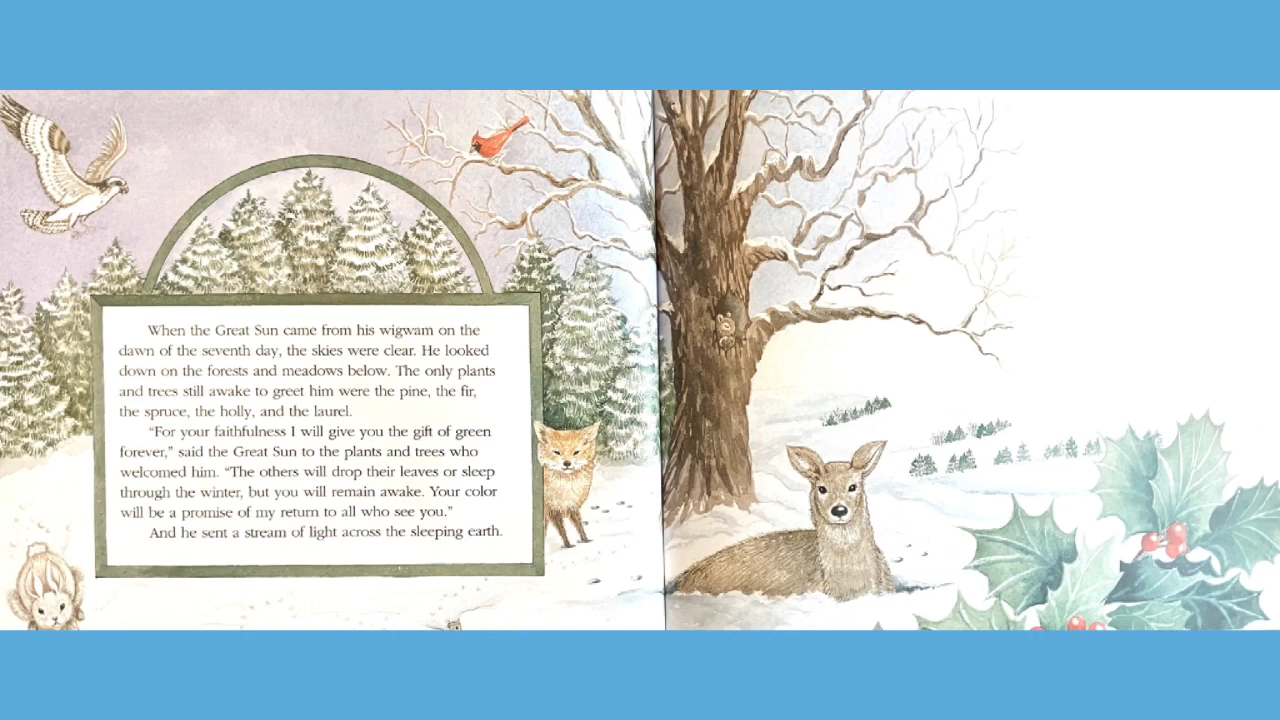 When the Great Sun came from his wigwam on the
dawn of the seventh day, the skies were clear. He looked
down on the forests and meadows below. The only plants
and trees still awake to greet him were the pine, the fir,
the spruce, the holly, and the laurel.
"For your faithfulness I will give you the gift of green
forever," said the Great Sun to the plants and trees who
welcomed him. "The others will drop their leaves or sleep
through the winter, but you will remain awake. Your color
will be a promise of my return to all who see you."
And he sent a stream of light across the sleeping earth.